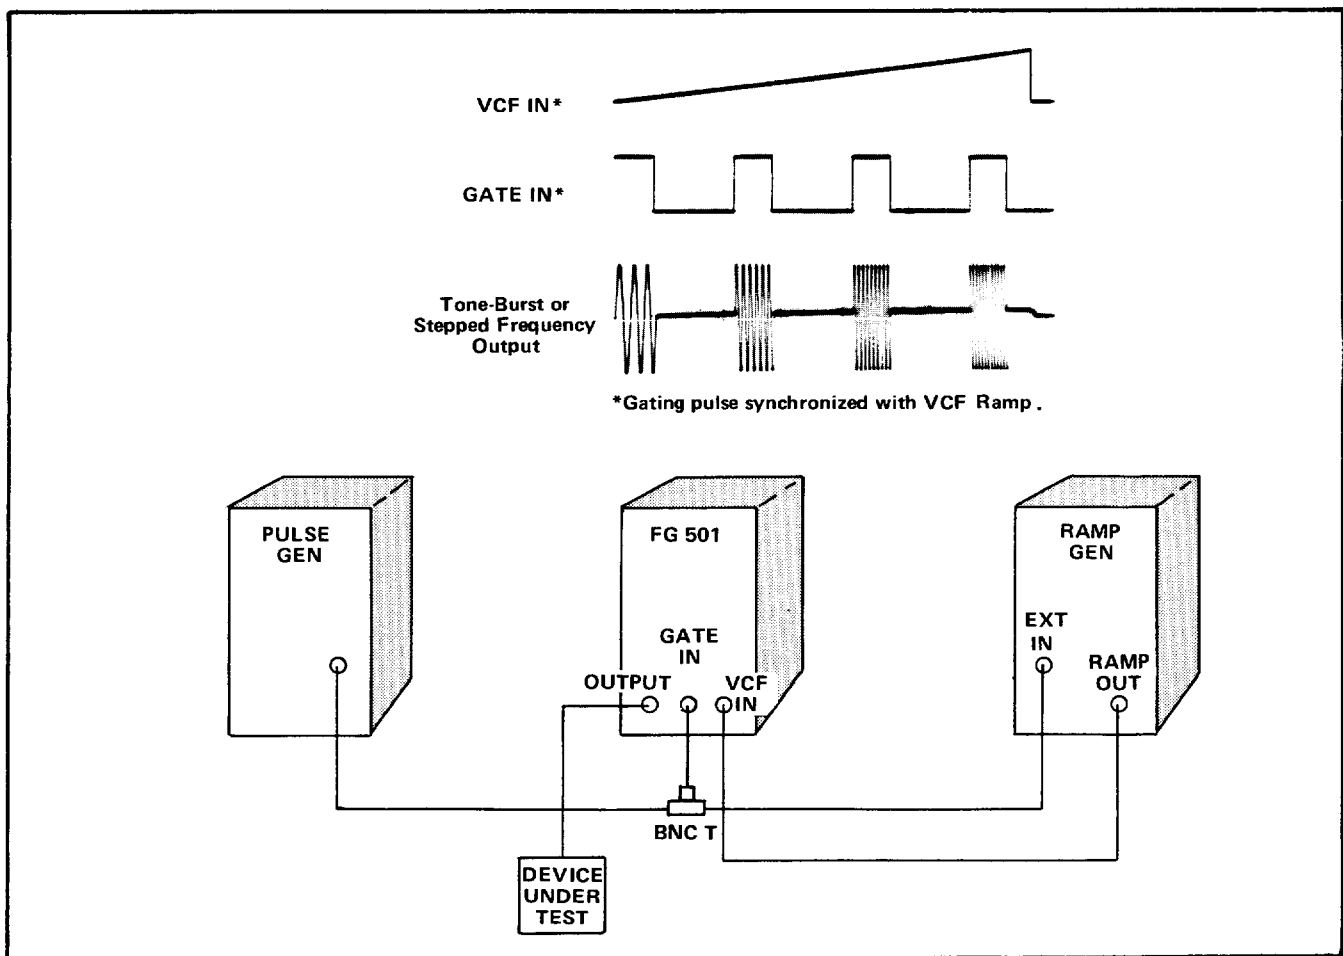 VCF IN*
GATE IN*
Tone-Burst or
Stepped Frequency
Output
*Gating pulse synchronized with VCF Ramp.
PULSE
GEN
FG 501
GATE
IN
OUTPUT
VCF
IN
RAMP
GEN
EXT
IN
RAMP
OUT
BNC T
DEVICE
UNDER
TEST